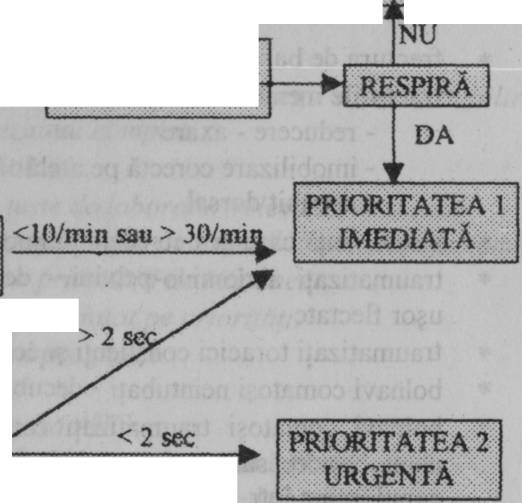 NU
RESPIRĂ
DA
PRIORITATEA 1
IMEDIATĂ
<10/min sau > 30/min
> 2 sec
< 2 sec
PRIORITATEA 2
URGENTĂ